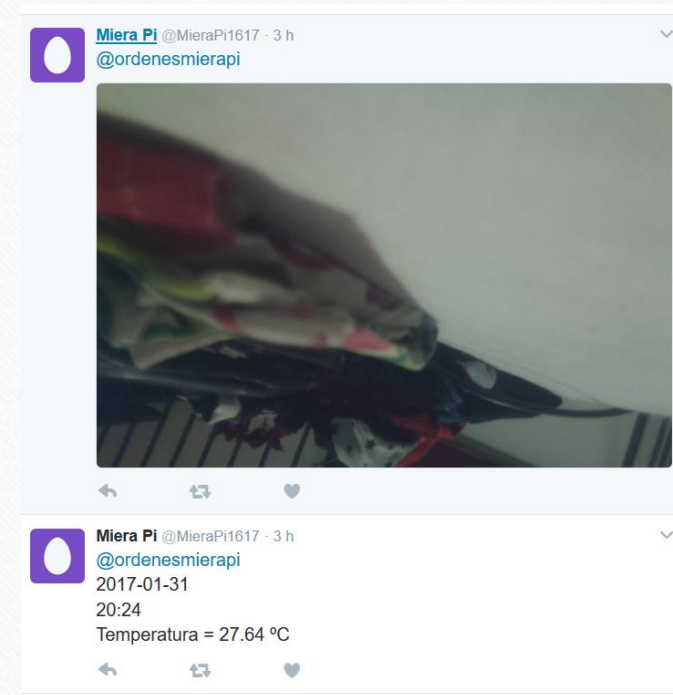 Miera Pi @MieraPi1617 · 3 h
@ordenesmierapi
Miera Pi @MieraPi1617 · 3 h
@ordenesmierapi
2017-01-31
20:24
Temperatura = 27.64 ºC